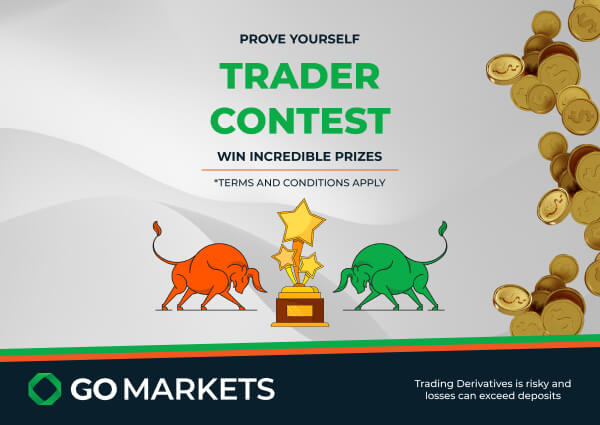 PROVE YOURSELF
TRADER
CONTEST
WIN INCREDIBLE PRIZES
*TERMS AND CONDITIONS APPLY
GO MARKETS
Trading Derivatives is risky and
losses can exceed deposits